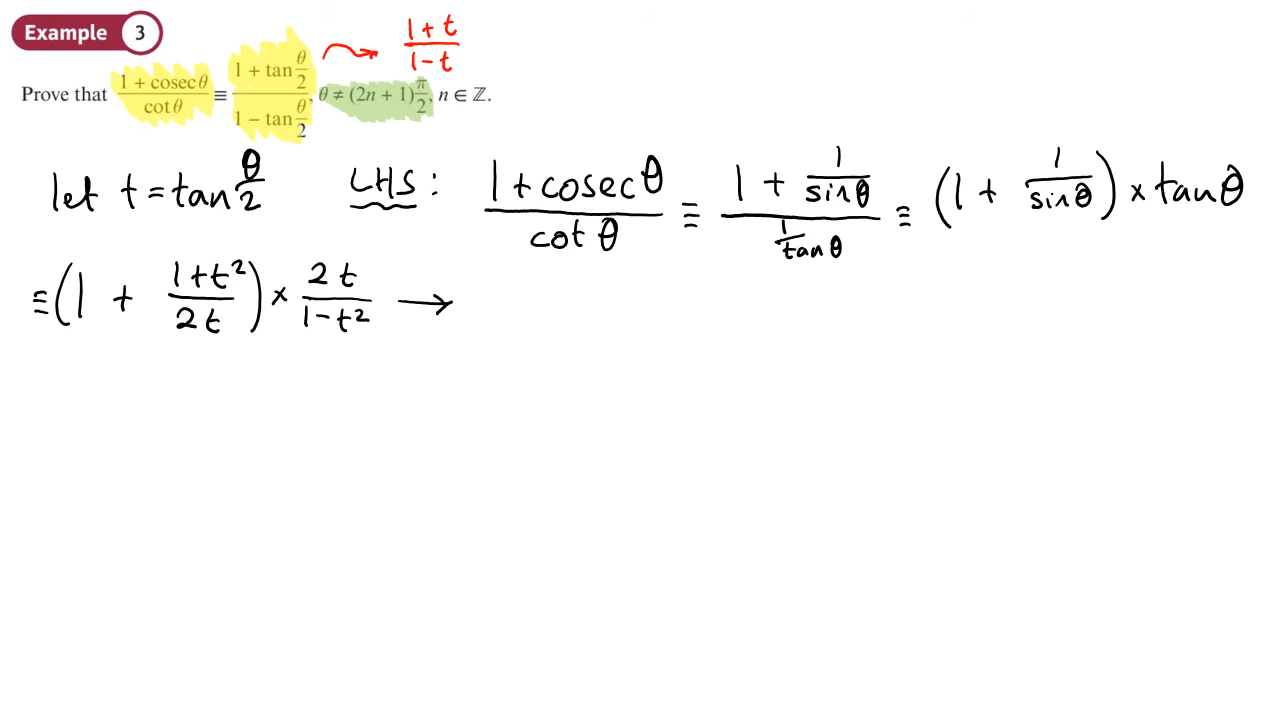 Example 3
1 + t / 1 - t
Prove that (1 + cosec θ)/(cot θ) ≡ (1 + tan θ/2)/(1 − tan θ/2), θ ≠ (2n + 1)π/2, n ∈ ℤ.
let t = tan θ/2 LHS: (1 + cosec θ)/(cot θ) ≡ (1 + 1/sin θ)/(1/tan θ) ≡ (1 + 1/sin θ) × tan θ
≡ (1 + (1+t²)/(2t)) × (2t)/(1−t²) →